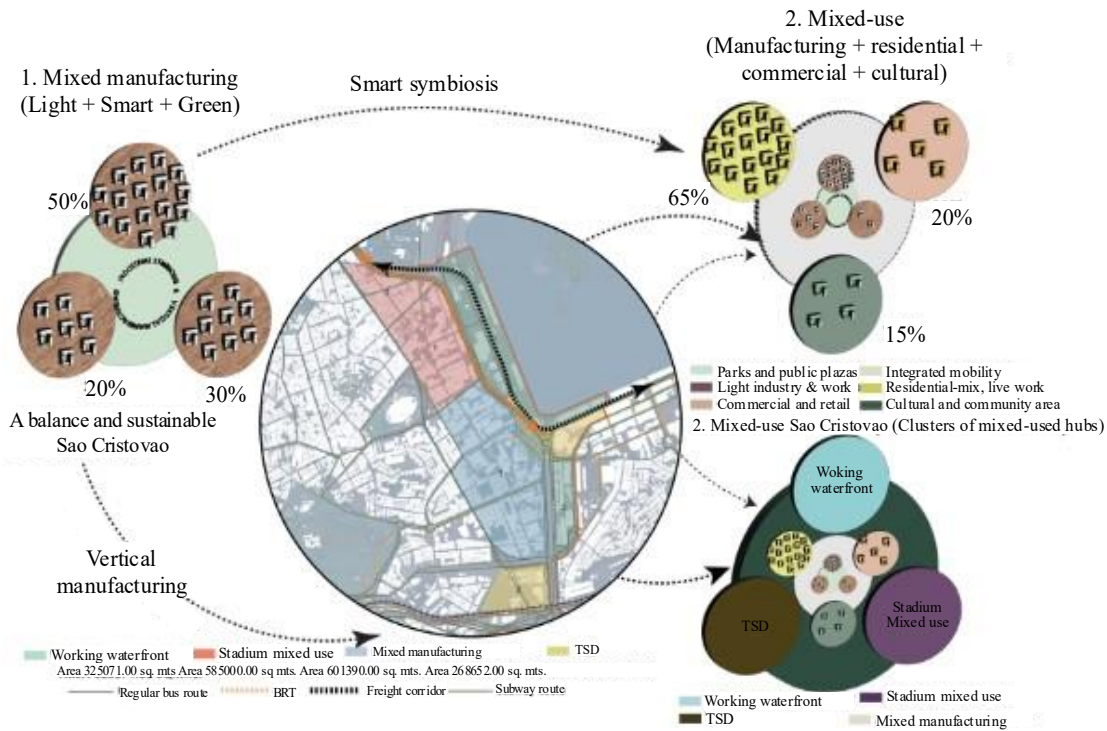 1. Mixed manufacturing
(Light + Smart + Green)
Smart symbiosis
2. Mixed-use
(Manufacturing + residential +
commercial + cultural)
50%
20%
30%
A balance and sustainable
Sao Cristovao
65%
20%
15%
Parks and public plazas
Integrated mobility
Light industry & work
Residential-mix, live work
Commercial and retail
Cultural and community area
2. Mixed-use Sao Cristovao (Clusters of mixed-used hubs)
Woking
waterfront
TSD
Stadium
Mixed use
Vertical
manufacturing
Working waterfront
Stadium mixed use
Mixed manufacturing
TSD
Area 325071.00 sq. mts. Area 585000.00 sq mts. Area 601390.00 sq. mts. Area 268652.00 sq. mts.
Regular bus route
BRT
Freight corridor
Subway route
Working waterfront
Stadium mixed use
TSD
Mixed manufacturing